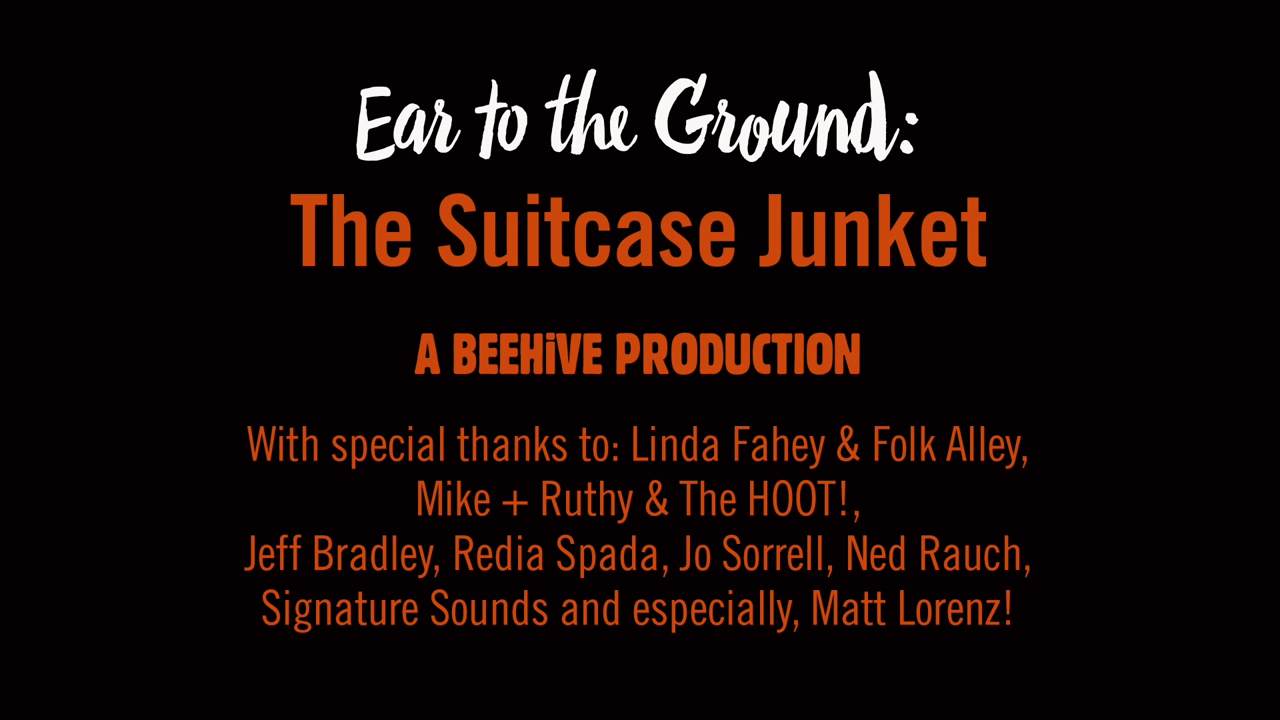 Ear to the Ground:
The Suitcase Junket
A BEEHiVE PRODUCTION
With special thanks to: Linda Fahey & Folk Alley,
Mike + Ruthy & The HOOT!,
Jeff Bradley, Redia Spada, Jo Sorrell, Ned Rauch,
Signature Sounds and especially, Matt Lorenz!